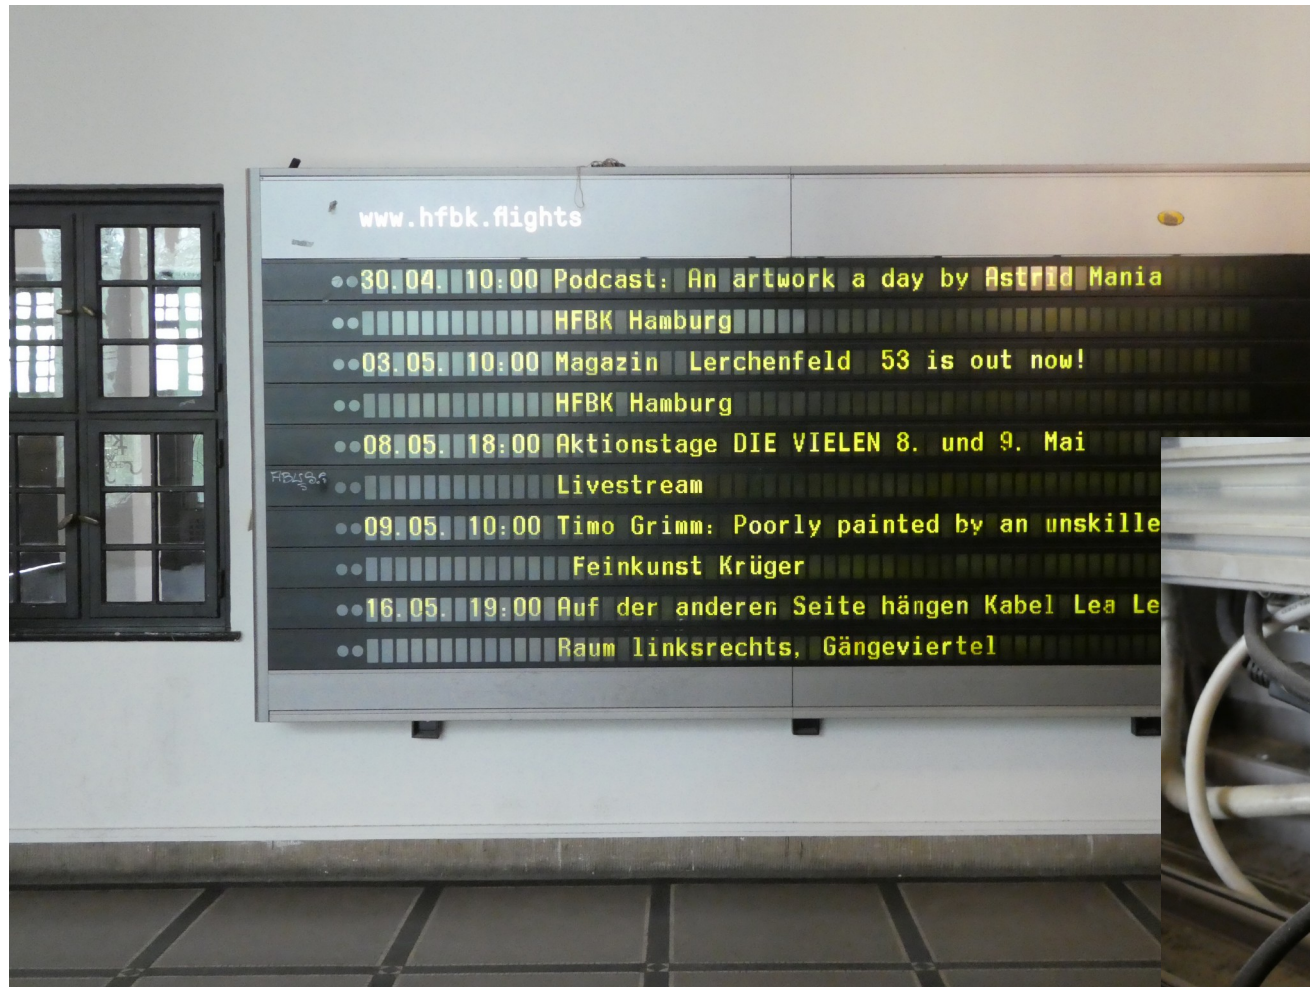 www.hfbk.flights
30.04. 10:00 Podcast: An artwork a day by Astrid Mania
HFBK Hamburg
03.05. 10:00 Magazin Lerchenfeld 53 is out now!
HFBK Hamburg
08.05. 18:00 Aktionstage DIE VIELEN 8. und 9. Mai
Livestream
09.05. 10:00 Timo Grimm: Poorly painted by an unskille
Feinkunst Krüger
16.05. 19:00 Auf der anderen Seite hängen Kabel Lea Le
Raum linksrechts, Gängeviertel